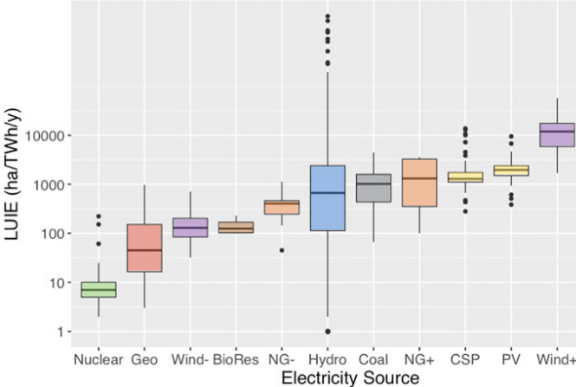 LUIE (ha/TWh/y)
10000
1000
100
10
1
Nuclear Geo Wind- BioRes NG- Hydro Coal NG+ CSP PV Wind+
Electricity Source